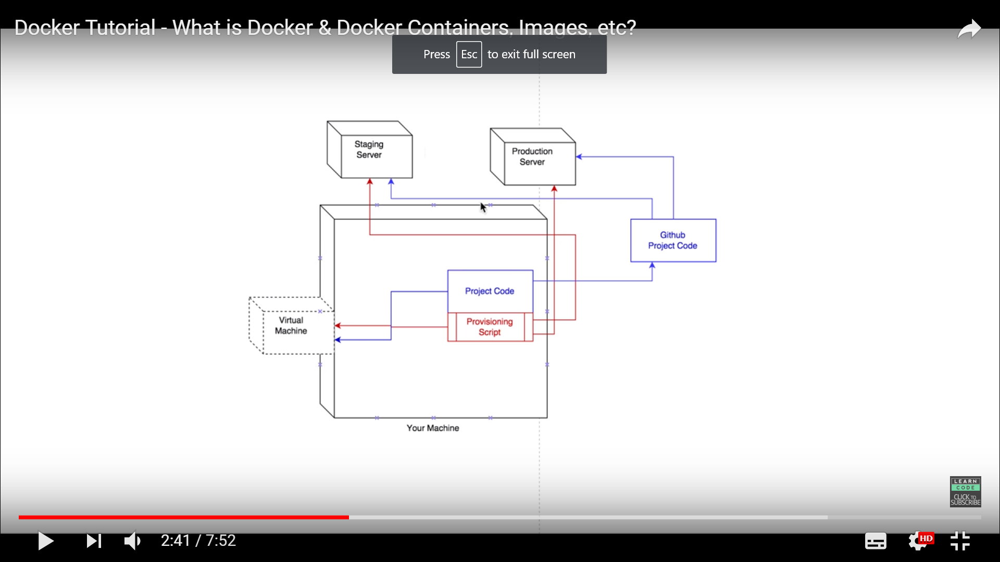 Docker Tutorial - What is Docker & Docker Containers, Images, etc?
Press Esc to exit full screen
Staging
Server
Production
Server
Github
Project Code
Project Code
Provisioning
Script
Virtual
Machine
Your Machine
LEARN
CODE
CLICK TO
SUBSCRIBE
2:41 / 7:52
HD